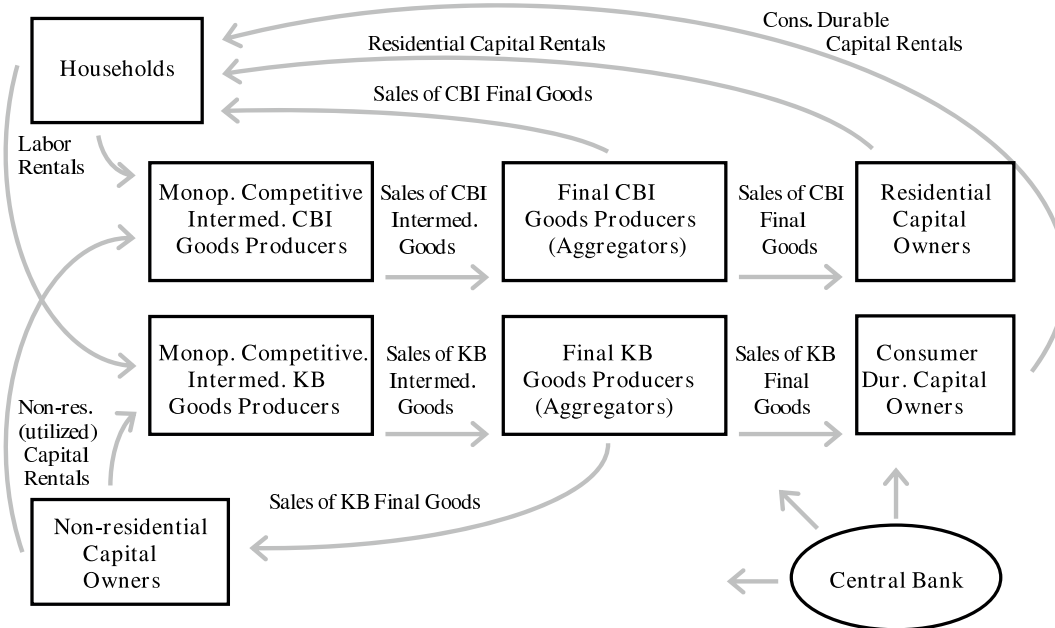 Cons. Durable
Capital Rentals
Residential Capital Rentals
Households
Sales of CBI Final Goods
Labor
Rentals
Monop. Competitive
Intermed. CBI
Goods Producers
Sales of CBI
Intermed.
Goods
Final CBI
Goods Producers
(Aggregators)
Sales of CBI
Final
Goods
Residential
Capital
Owners
Monop. Competitive.
Intermed. KB
Goods Producers
Sales of KB
Intermed.
Goods
Final KB
Goods Producers
(Aggregators)
Sales of KB
Final
Goods
Consumer
Dur. Capital
Owners
Non-res.
(utilized)
Capital
Rentals
Sales of KB Final Goods
Non-residential
Capital
Owners
Central Bank